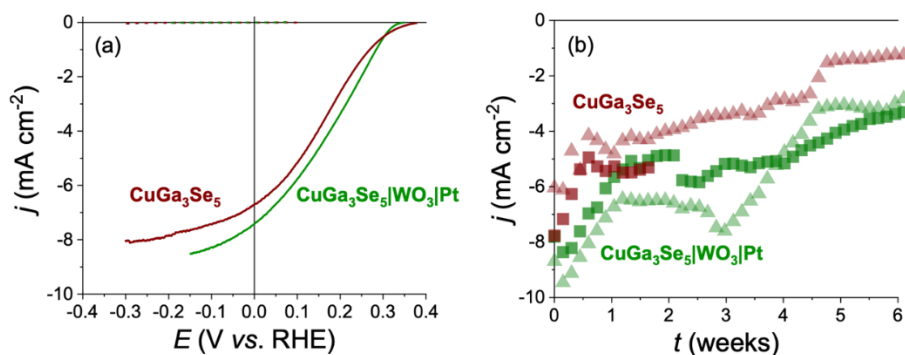 (a)
0
-2
-4
-6
-8
-10
j (mA cm⁻²)
CuGa₃Se₅
CuGa₃Se₅|WO₃|Pt
-0.4 -0.3 -0.2 -0.1 0.0 0.1 0.2 0.3 0.4
E (V vs. RHE)
(b)
0
-2
-4
-6
-8
-10
j (mA cm⁻²)
CuGa₃Se₅
CuGa₃Se₅|WO₃|Pt
0 1 2 3 4 5 6
t (weeks)